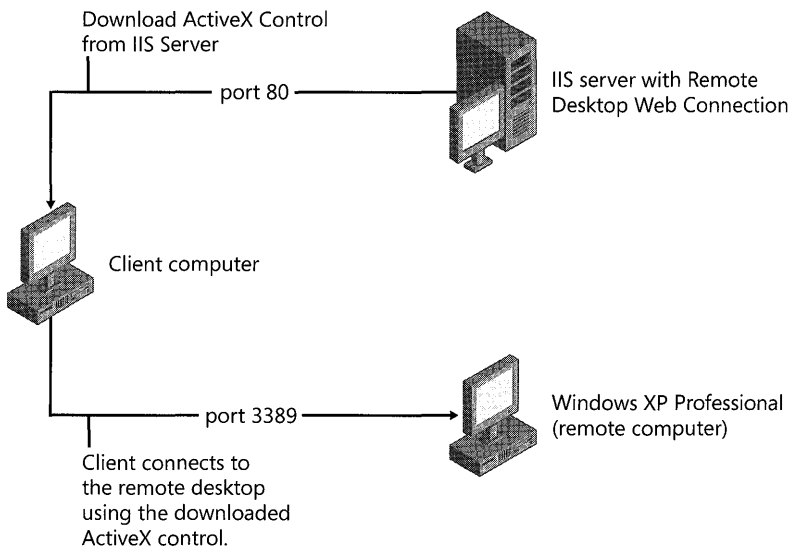 Download ActiveX Control
from IIS Server
port 80
IIS server with Remote
Desktop Web Connection
Client computer
port 3389
Windows XP Professional
(remote computer)
Client connects to
the remote desktop
using the downloaded
ActiveX control.